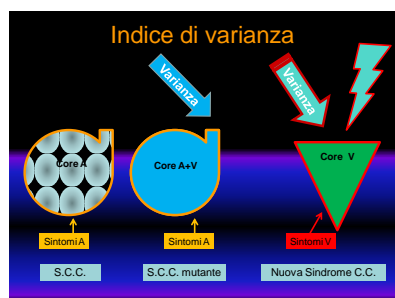 Indice di varianza
Varianza
Varianza
Core A
Core A+V
Core V
Sintomi A
Sintomi A
Sintomi V
S.C.C.
S.C.C. mutante
Nuova Sindrome C.C.